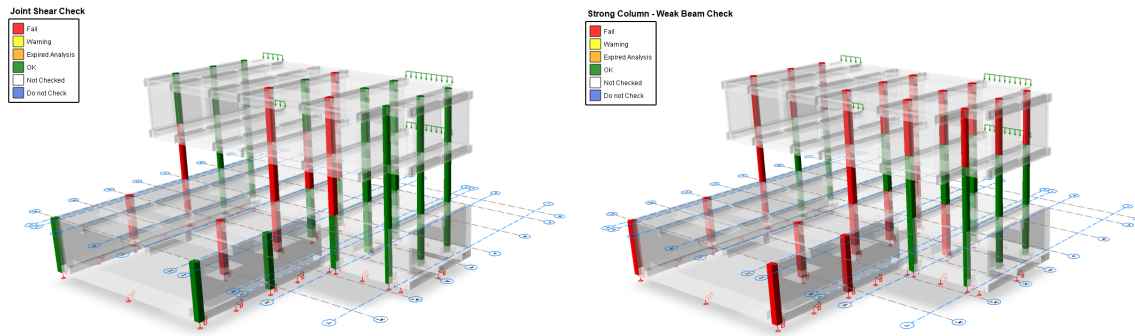 Joint Shear Check
Fail
Warning
Expired Analysis
OK
Not Checked
Do not Check
Strong Column - Weak Beam Check
Fail
Warning
Expired Analysis
OK
Not Checked
Do not Check